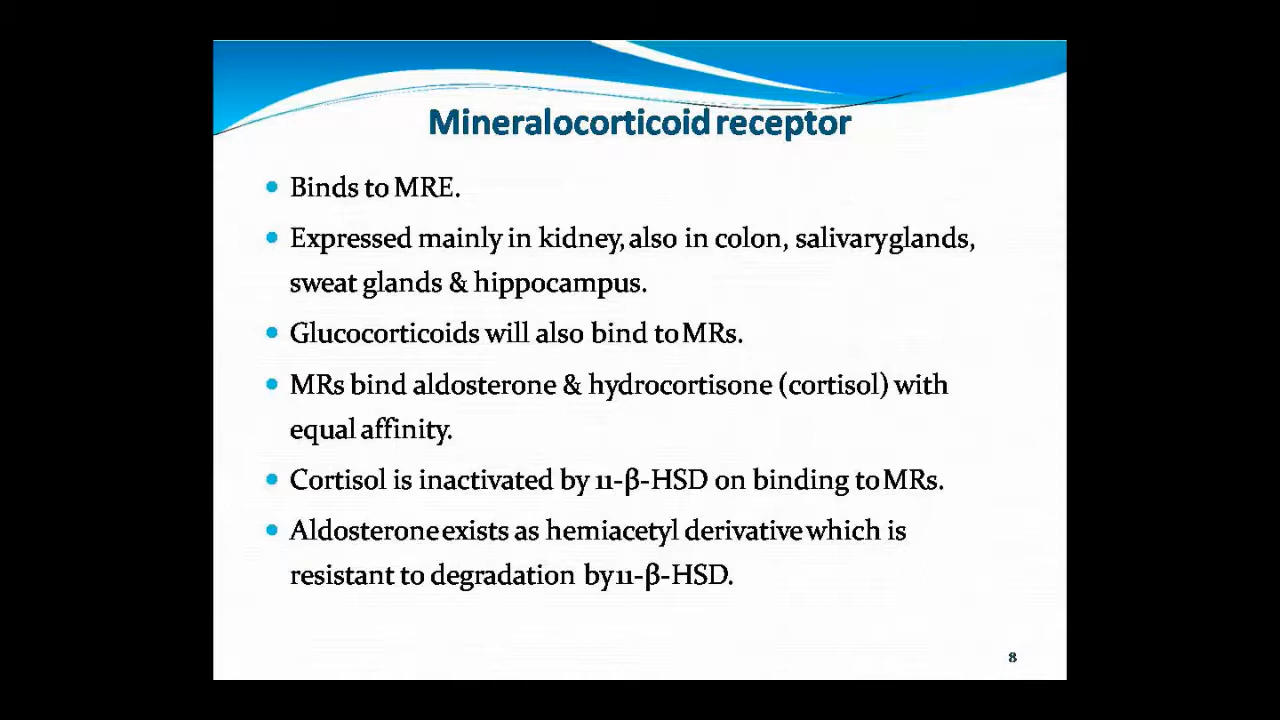 Mineralocorticoid receptor
• Binds to MRE.
• Expressed mainly in kidney, also in colon, salivary glands,
sweat glands & hippocampus.
• Glucocorticoids will also bind to MRs.
• MRs bind aldosterone & hydrocortisone (cortisol) with
equal affinity.
• Cortisol is inactivated by 11-β-HSD on binding to MRs.
• Aldosterone exists as hemiacetyl derivative which is
resistant to degradation by 11-β-HSD.
8